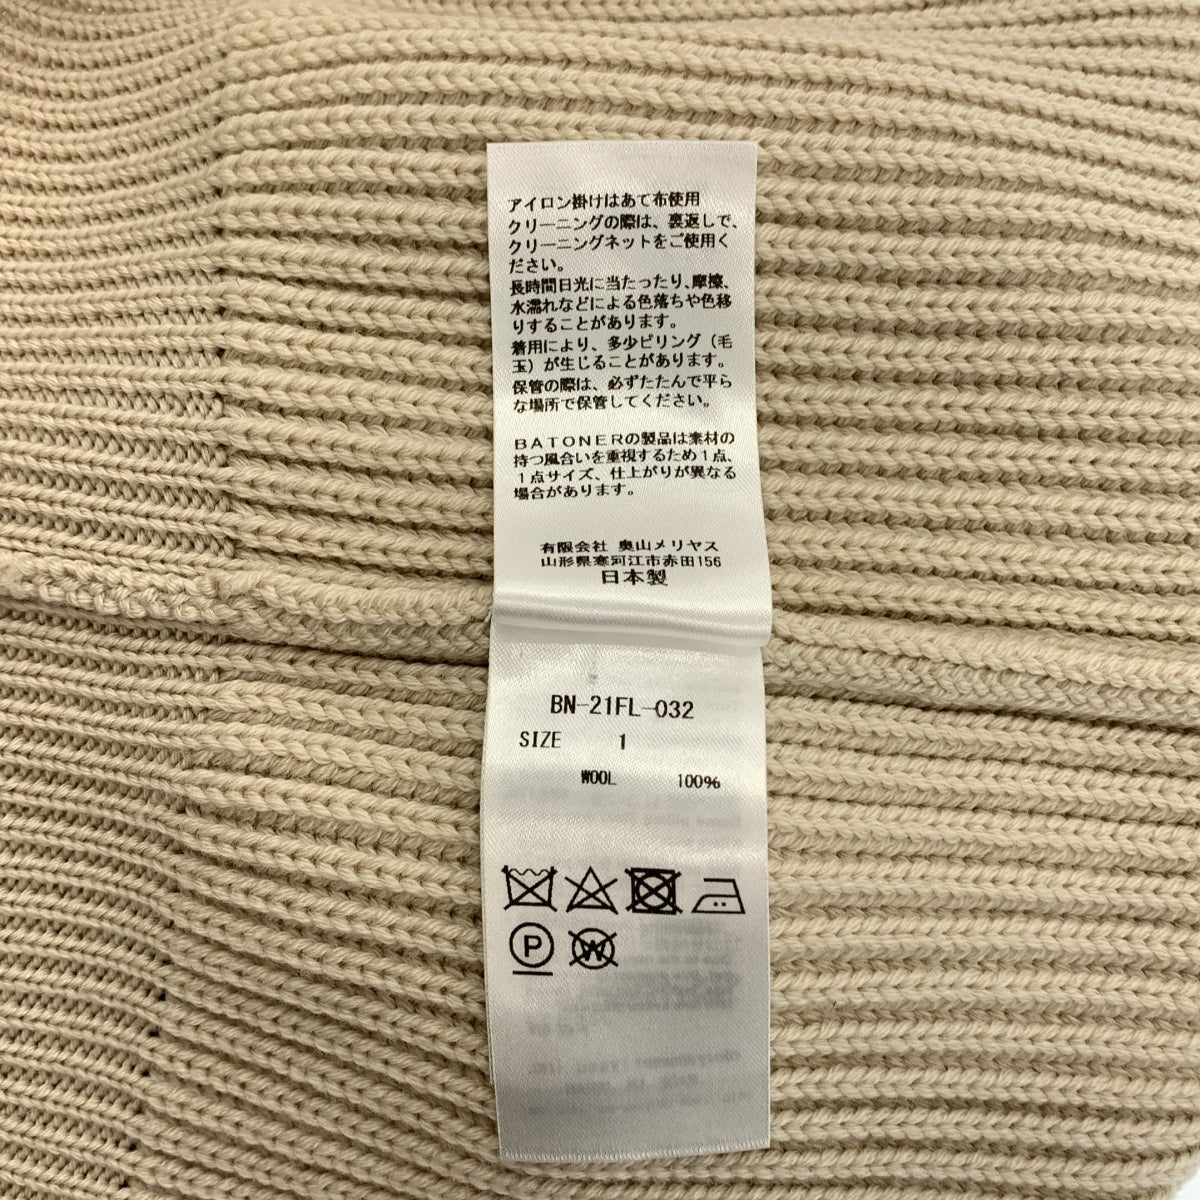 アイロン掛けはあて布使用
クリーニングの際は、裏返しで、
クリーニングネットをご使用く
ださい。
長時間日光に当たったり、摩擦、
水濡れなどによる色落ちや色移
りすることがあります。
着用により、多少ピリング（毛
玉）が生じることがあります。
保管の際は、必ずたたんで平ら
な場所で保管してください。
BATONERの製品は素材の
持つ風合いを重視するため1点、
1点サイズ、仕上がりが異なる
場合があります。
有限会社 奥山メリヤス
山形県寒河江市赤田156
日本製
BN-21FL-032
SIZE 1
WOOL 100%
P W